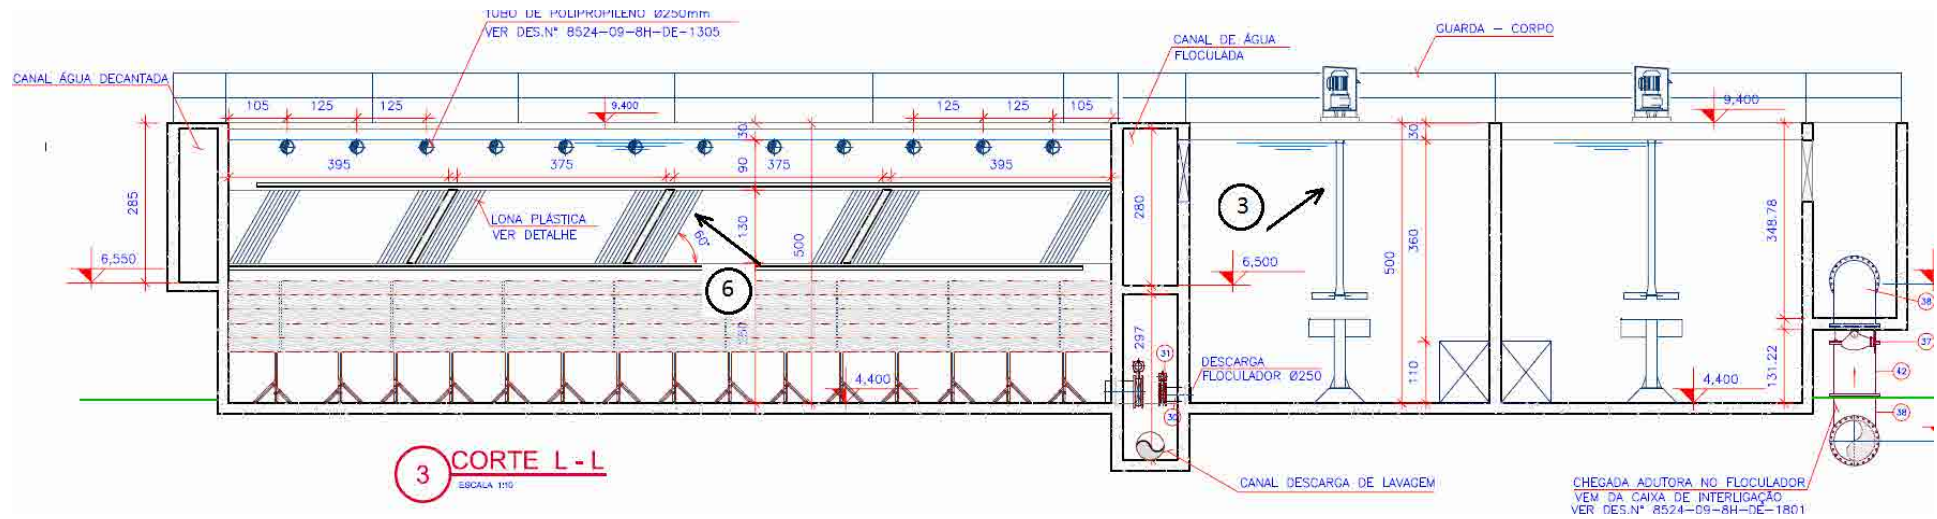 TUBO DE POLIPROPILENO Ø250mm
VER DES.N° 8524-09-8H-DE-1305
CANAL DE ÁGUA
FLOCULADA
GUARDA - CORPO
CANAL ÁGUA DECANTADA
105
125
125
9,400
125
125
105
9,400
30
30
395
375
375
395
90
285
LONA PLÁSTICA
VER DETALHE
60°
130
500
280
3
360
500
348.78
6,550
6
6,500
38
297
31
37
DESCARGA
FLOCULADOR Ø250
4,400
110
4,400
131.22
42
30
38
3
CORTE L - L
ESCALA 1:10
CANAL DESCARGA DE LAVAGEM
CHEGADA ADUTORA NO FLOCULADOR
VEM DA CAIXA DE INTERLIGAÇÃO
VER DES.N° 8524-09-8H-DE-1801